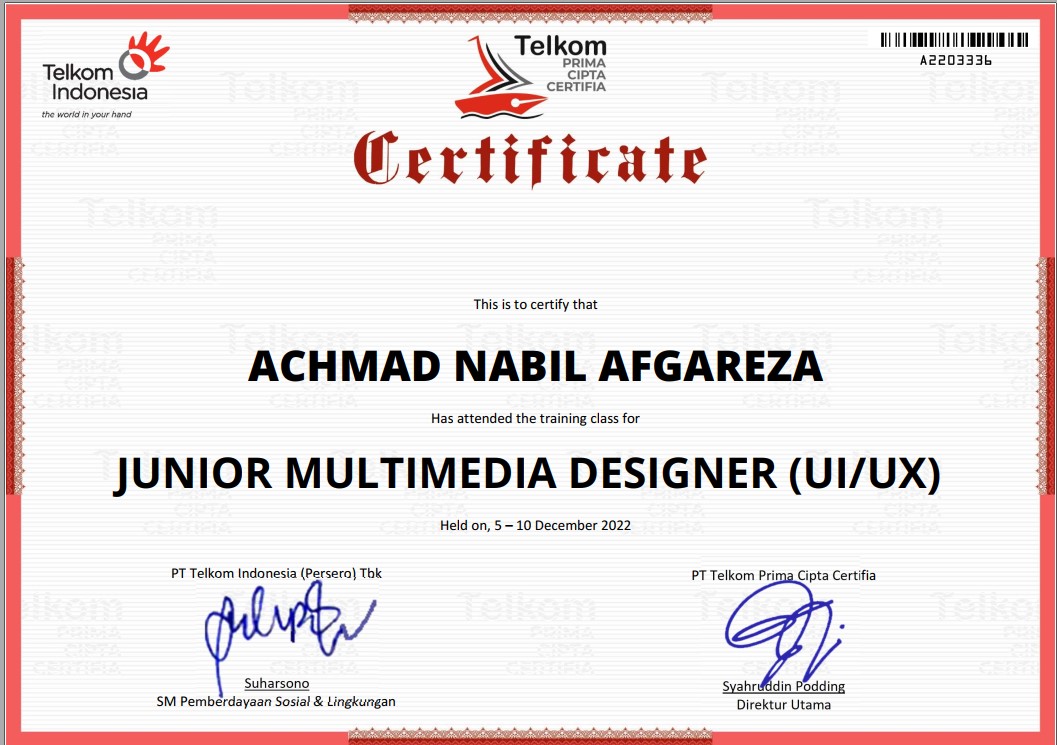 Telkom
Indonesia
the world in your hand
Telkom
PRIMA
CIPTA
CERTIFIA
A2203336
Certificate
This is to certify that
ACHMAD NABIL AFGAREZA
Has attended the training class for
JUNIOR MULTIMEDIA DESIGNER (UI/UX)
Held on, 5 – 10 December 2022
PT Telkom Indonesia (Persero) Tbk
Suharsono
SM Pemberdayaan Sosial & Lingkungan
PT Telkom Prima Cipta Certifia
Syahruddin Podding
Direktur Utama